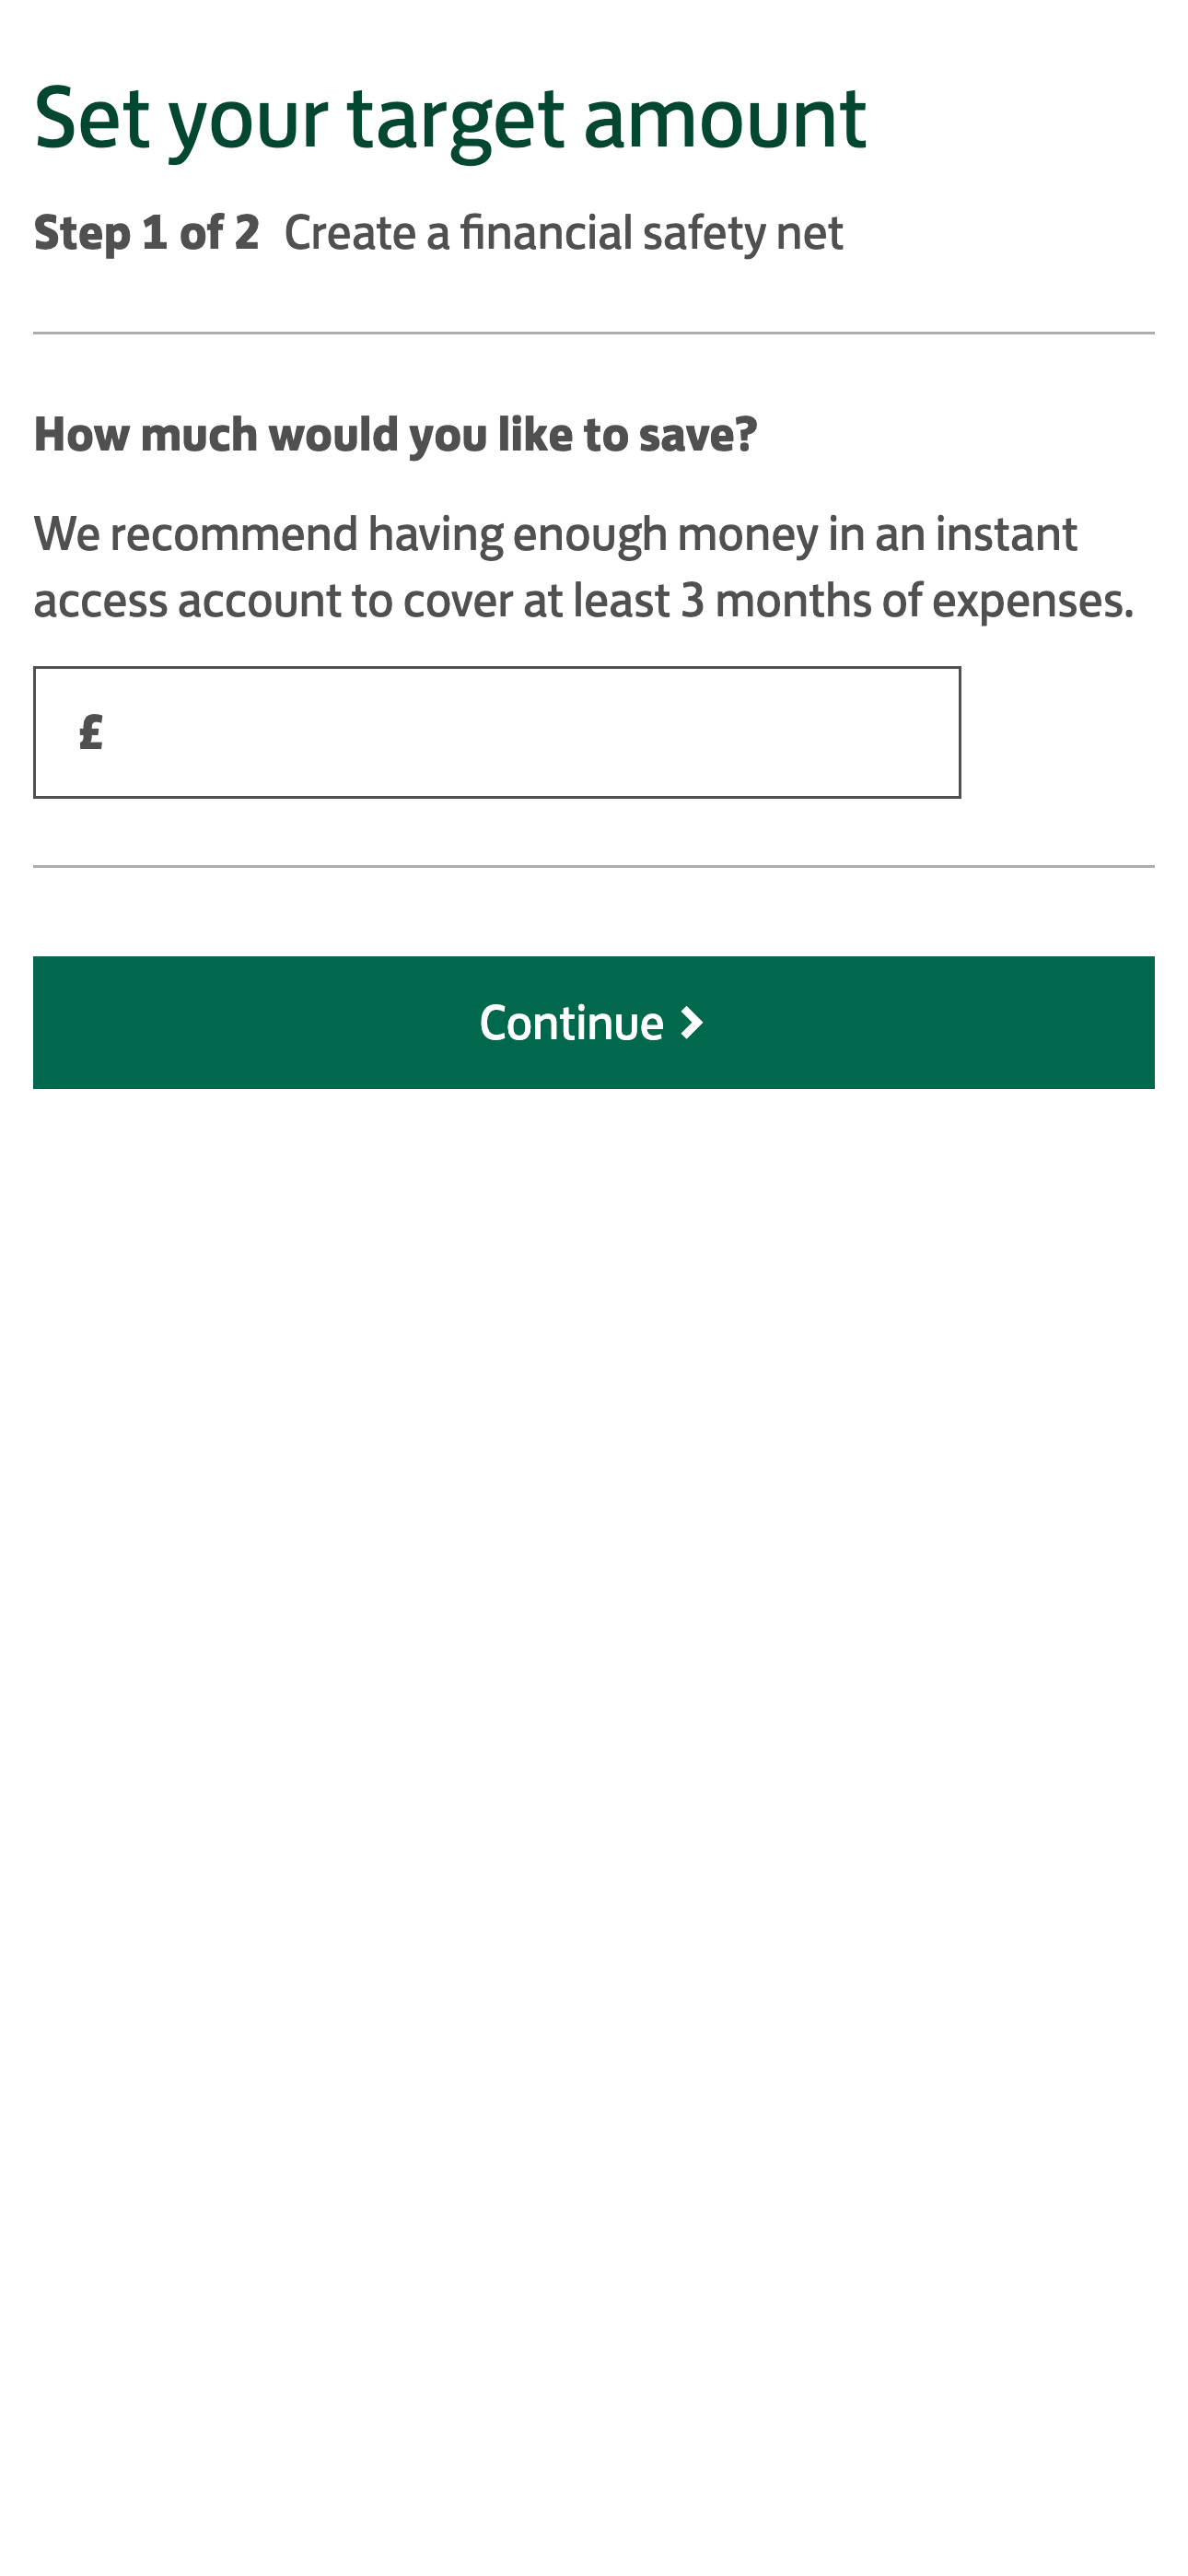 Set your target amount
Step 1 of 2 Create a financial safety net
How much would you like to save?
We recommend having enough money in an instant
access account to cover at least 3 months of expenses.
£
Continue